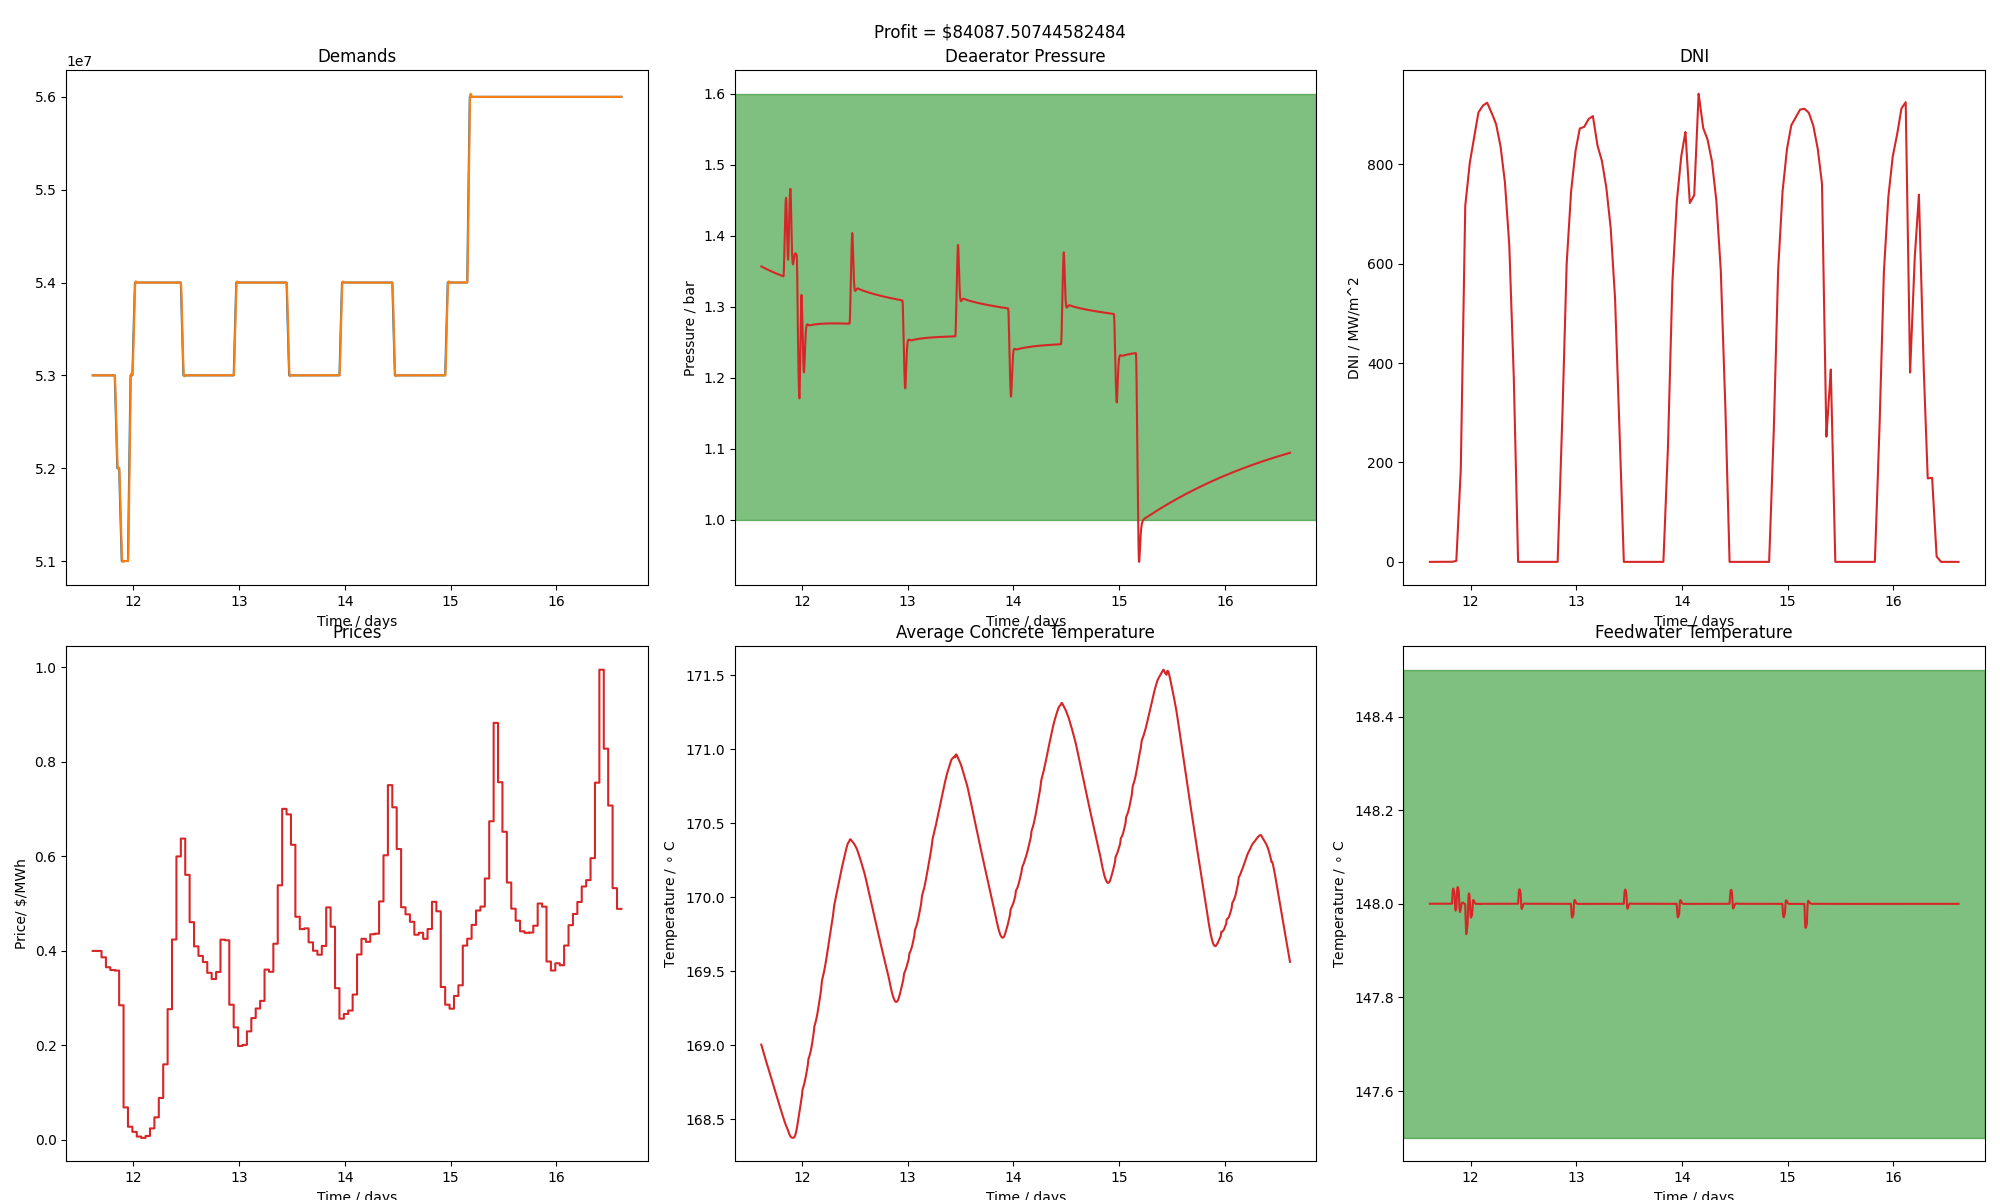 Profit = $84087.50744582484
Demands
1e7
5.6
5.5
5.4
5.3
5.2
5.1
12 13 14 15 16
Time / days
Deaerator Pressure
Pressure / bar
1.6
1.5
1.4
1.3
1.2
1.1
1.0
12 13 14 15 16
Time / days
DNI
DNI / MW/m^2
800
600
400
200
0
12 13 14 15 16
Time / days
Prices
Price/ $/MWh
1.0
0.8
0.6
0.4
0.2
0.0
12 13 14 15 16
Time / days
Average Concrete Temperature
Temperature / ∘ C
171.5
171.0
170.5
170.0
169.5
169.0
168.5
12 13 14 15 16
Time / days
Feedwater Temperature
Temperature / ∘ C
148.4
148.2
148.0
147.8
147.6
12 13 14 15 16
Time / days